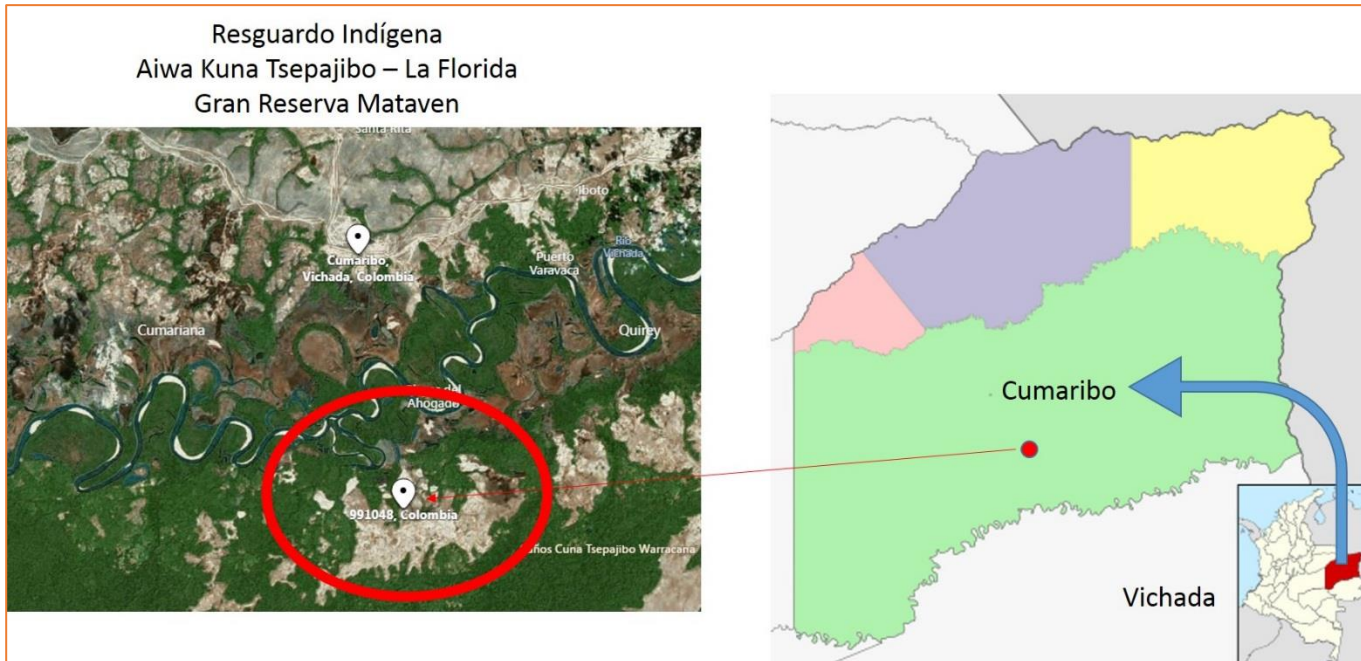 Resguardo Indígena
Aiwa Kuna Tsepajibo – La Florida
Gran Reserva Mataven
Santa Rita
Iboto
Cumaribo,
Vichada, Colombia
Río
Vichada
Puerto
Varavaca
Cumariana
Quirey
Ahogado
991048, Colombia
Cuna Tsepajibo Warracana
Cumaribo
Vichada